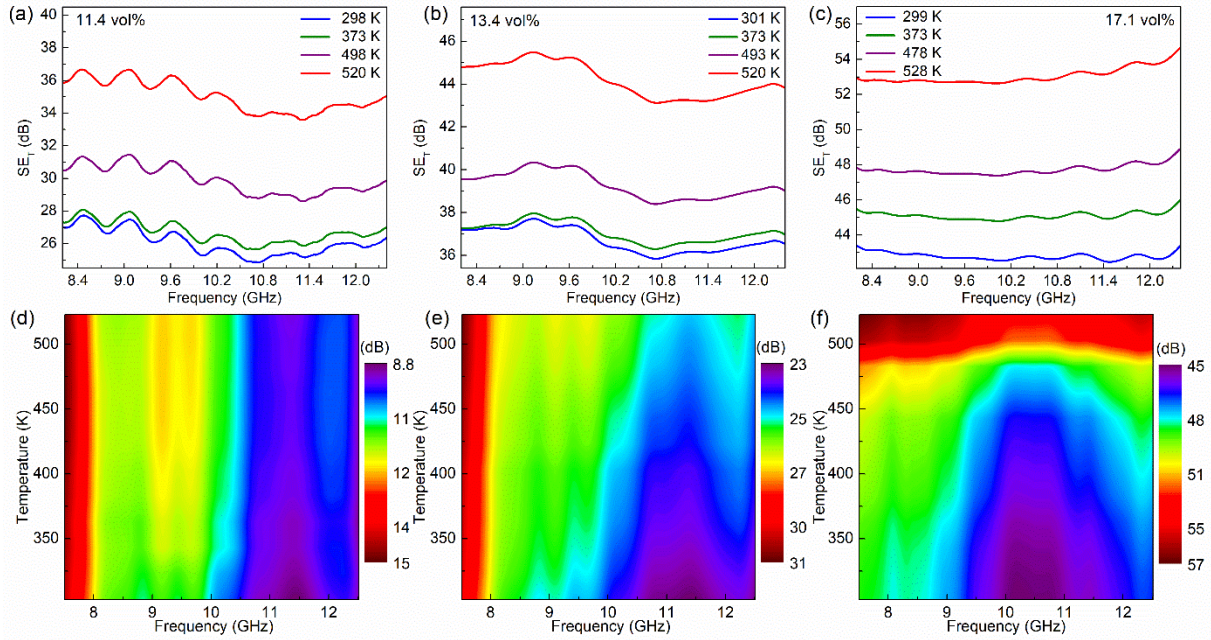 (a) 11.4 vol%
298 K
373 K
498 K
520 K
40
38
36
34
32
30
28
26
SE_T (dB)
8.4 9.0 9.6 10.2 10.8 11.4 12.0
Frequency (GHz)
(b) 13.4 vol%
301 K
373 K
493 K
520 K
48
46
44
42
40
38
36
SE_T (dB)
8.4 9.0 9.6 10.2 10.8 11.4 12.0
Frequency (GHz)
(c) 17.1 vol%
299 K
373 K
478 K
528 K
56
54
52
50
48
46
44
SE_T (dB)
8.4 9.0 9.6 10.2 10.8 11.4 12.0
Frequency (GHz)
(d)
500
450
400
350
Temperature (K)
8 9 10 11 12
Frequency (GHz)
(dB)
8.8
11
12
14
15
(e)
500
450
400
350
Temperature (K)
8 9 10 11 12
Frequency (GHz)
(dB)
23
25
27
30
31
(f)
500
450
400
350
Temperature (K)
8 9 10 11 12
Frequency (GHz)
(dB)
45
48
51
55
57